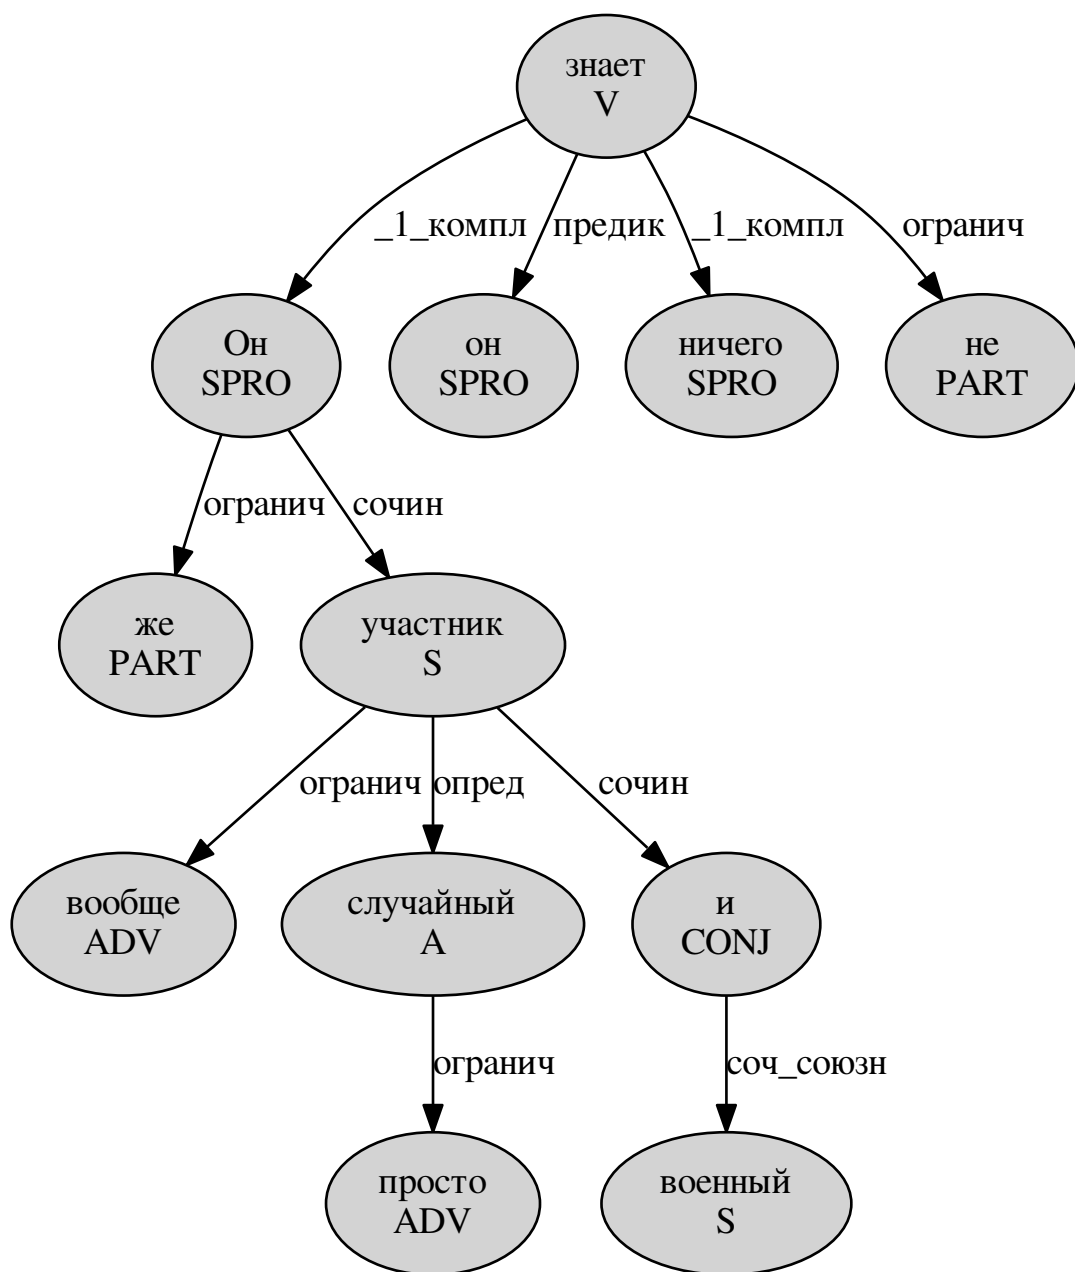 знает
V
_1_компл
предик
_1_компл
огранич
Он
SPRO
он
SPRO
ничего
SPRO
не
PART
огранич
сочин
же
PART
участник
S
огранич
опред
сочин
вообще
ADV
случайный
A
и
CONJ
огранич
соч_союзн
просто
ADV
военный
S